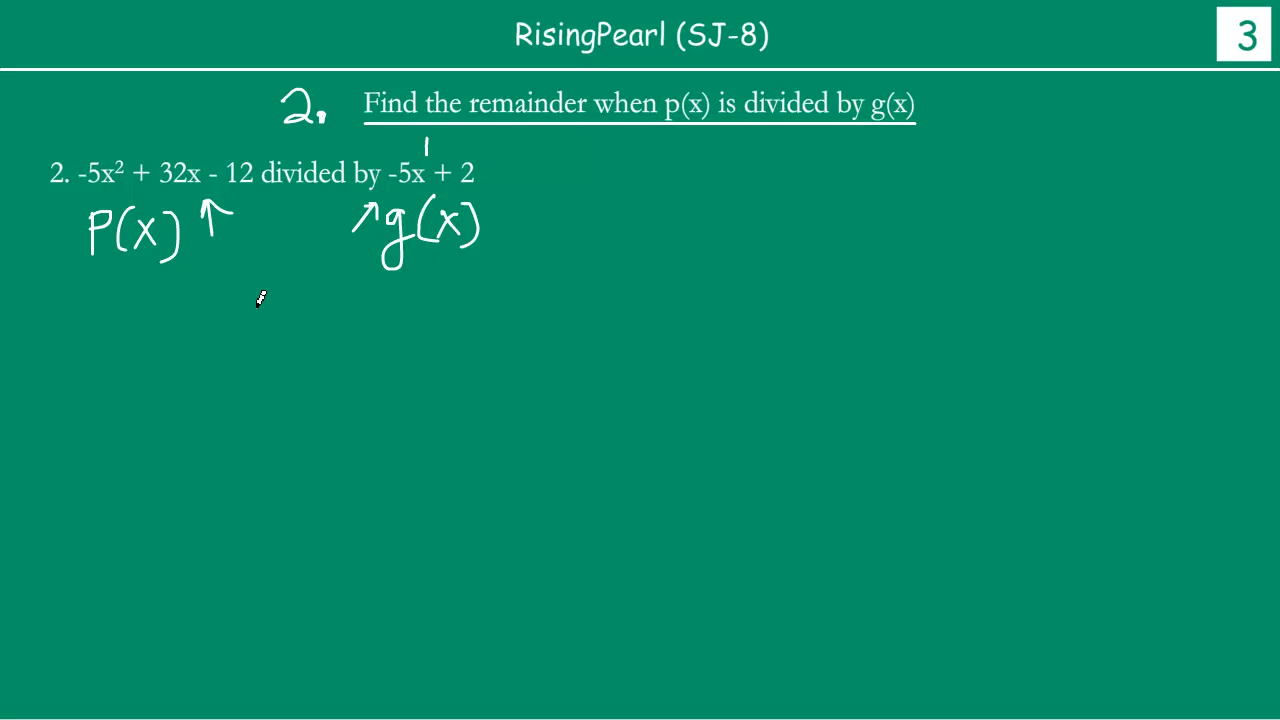 RisingPearl (SJ-8)
3
2. Find the remainder when p(x) is divided by g(x)
1
2. -5x² + 32x - 12 divided by -5x + 2
P(x) ↑ ↗ g(x)